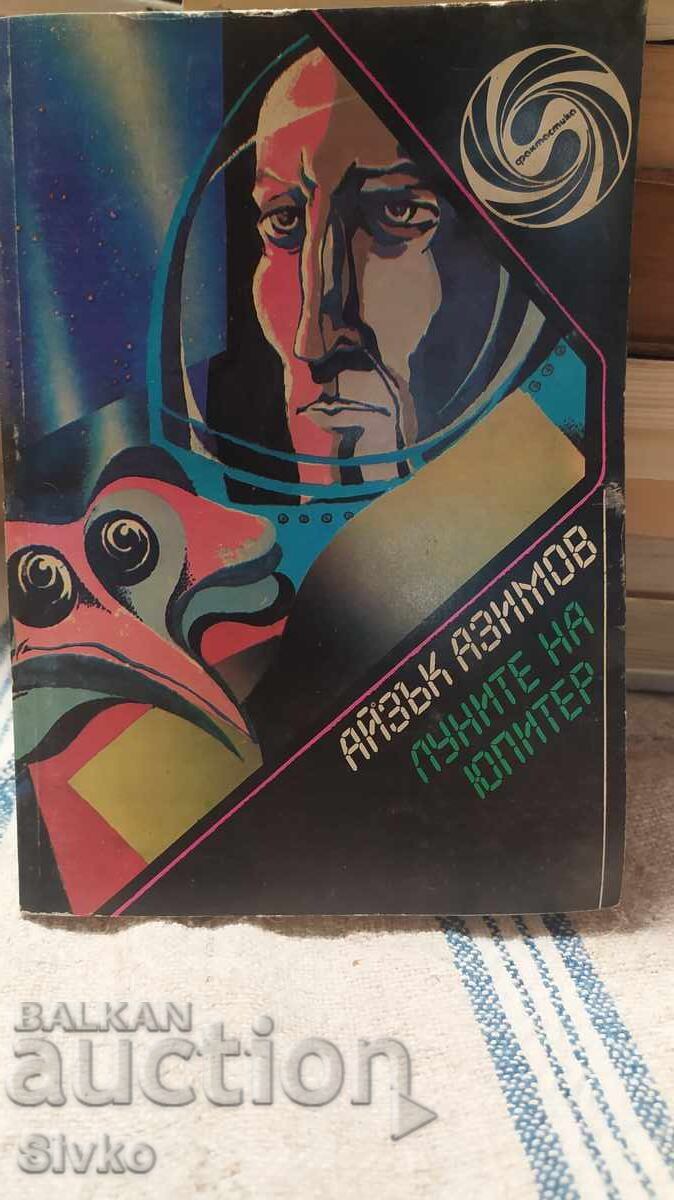 фантастика
АЙЗЪК АЗИМОВ
ЛУНИТЕ НА
ЮПИТЕР
BALKAN
auction
Sivko